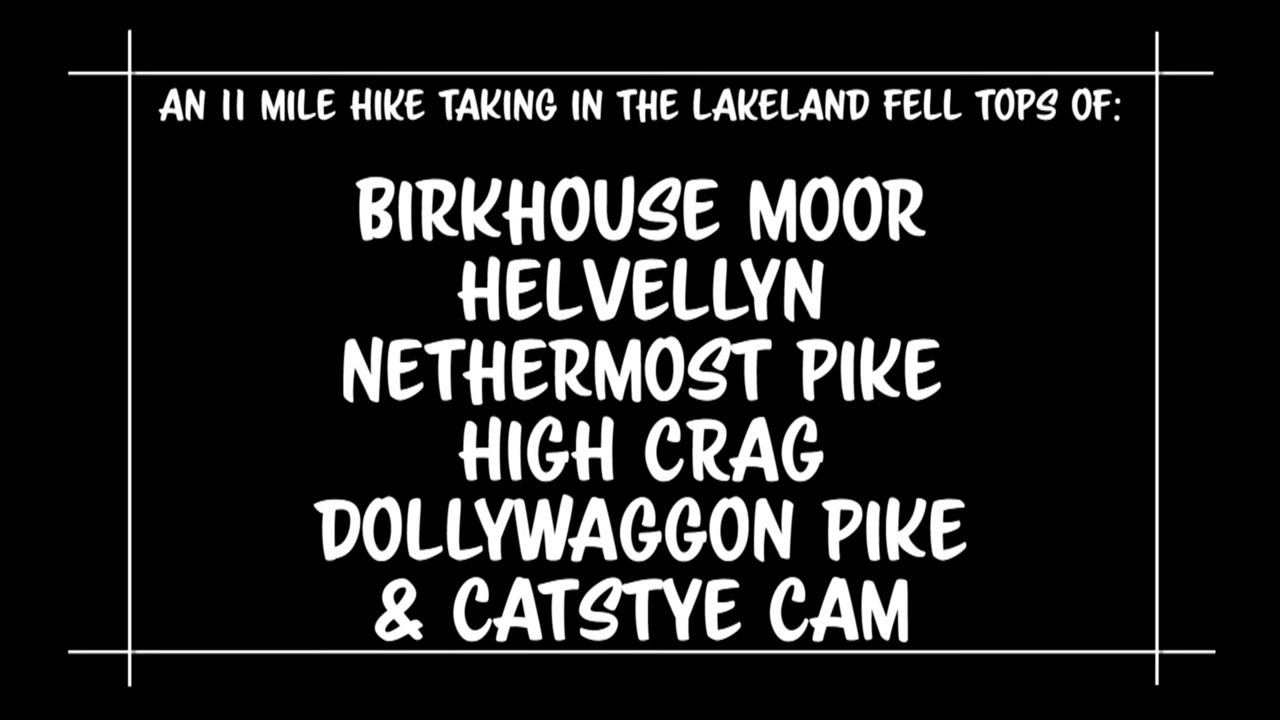 AN 11 MILE HIKE TAKING IN THE LAKELAND FELL TOPS OF:
BIRKHOUSE MOOR
HELVELLYN
NETHERMOST PIKE
HIGH CRAG
DOLLYWAGGON PIKE
& CATSTYE CAM